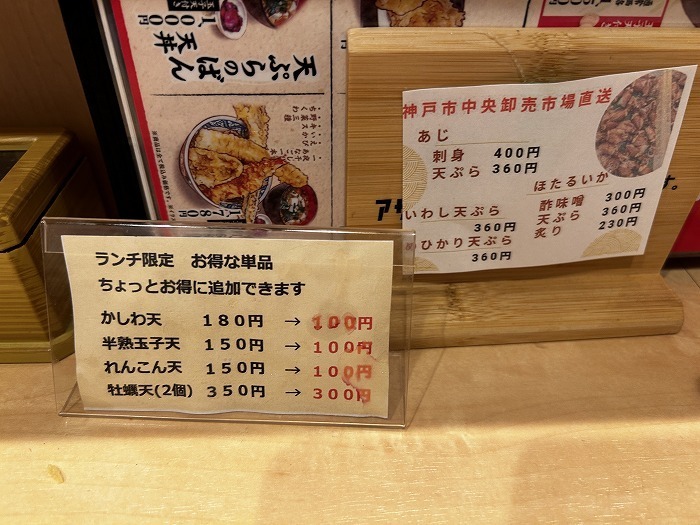 ランチ限定 お得な単品
ちょっとお得に追加できます
かしわ天 180円 → 100円
半熟玉子天 150円 → 100円
れんこん天 150円 → 100円
牡蠣天(2個) 350円 → 300円
神戸市中央卸売市場直送
あじ
刺身 400円
天ぷら 360円
いわし天ぷら
360円
ひかり天ぷら
360円
ほたるいか
酢味噌 300円
天ぷら 360円
炙り 230円
天ぷらのばん
天丼
1,000円